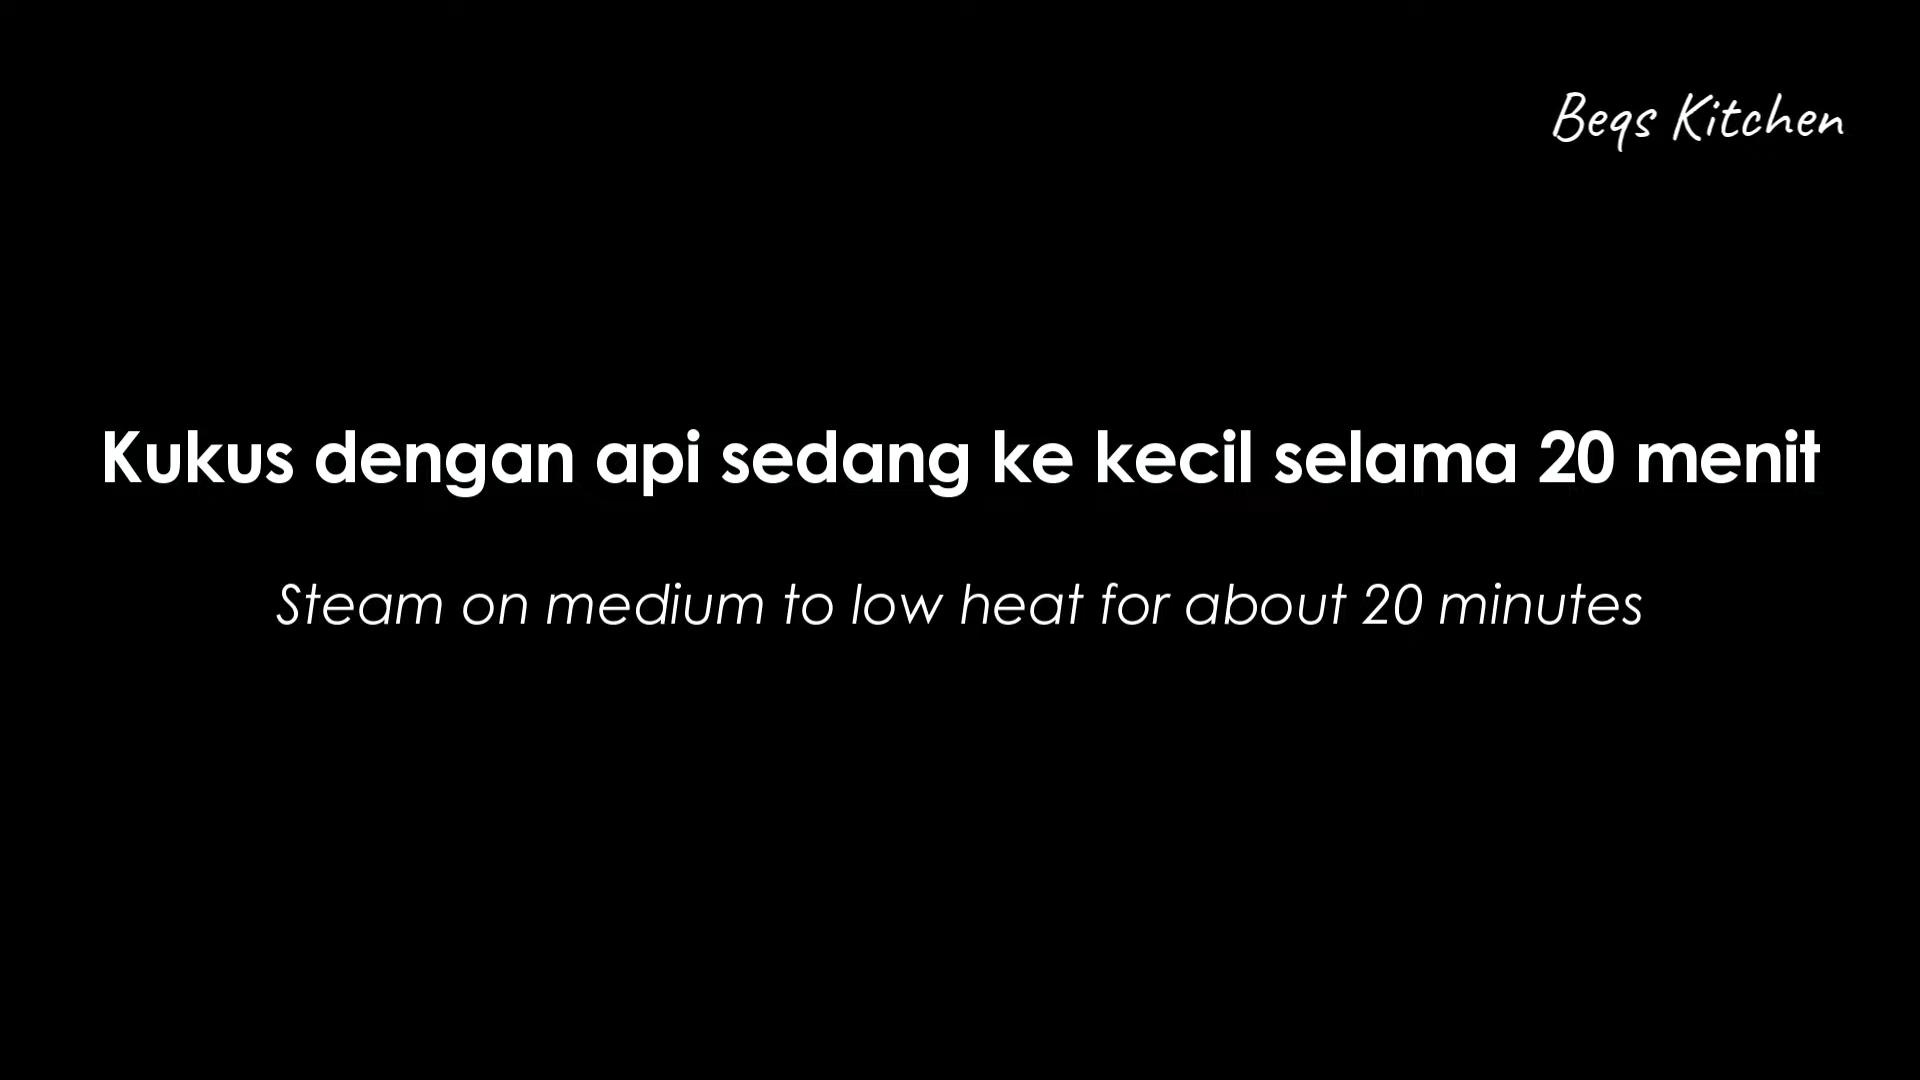 Beqs Kitchen
Kukus dengan api sedang ke kecil selama 20 menit
Steam on medium to low heat for about 20 minutes